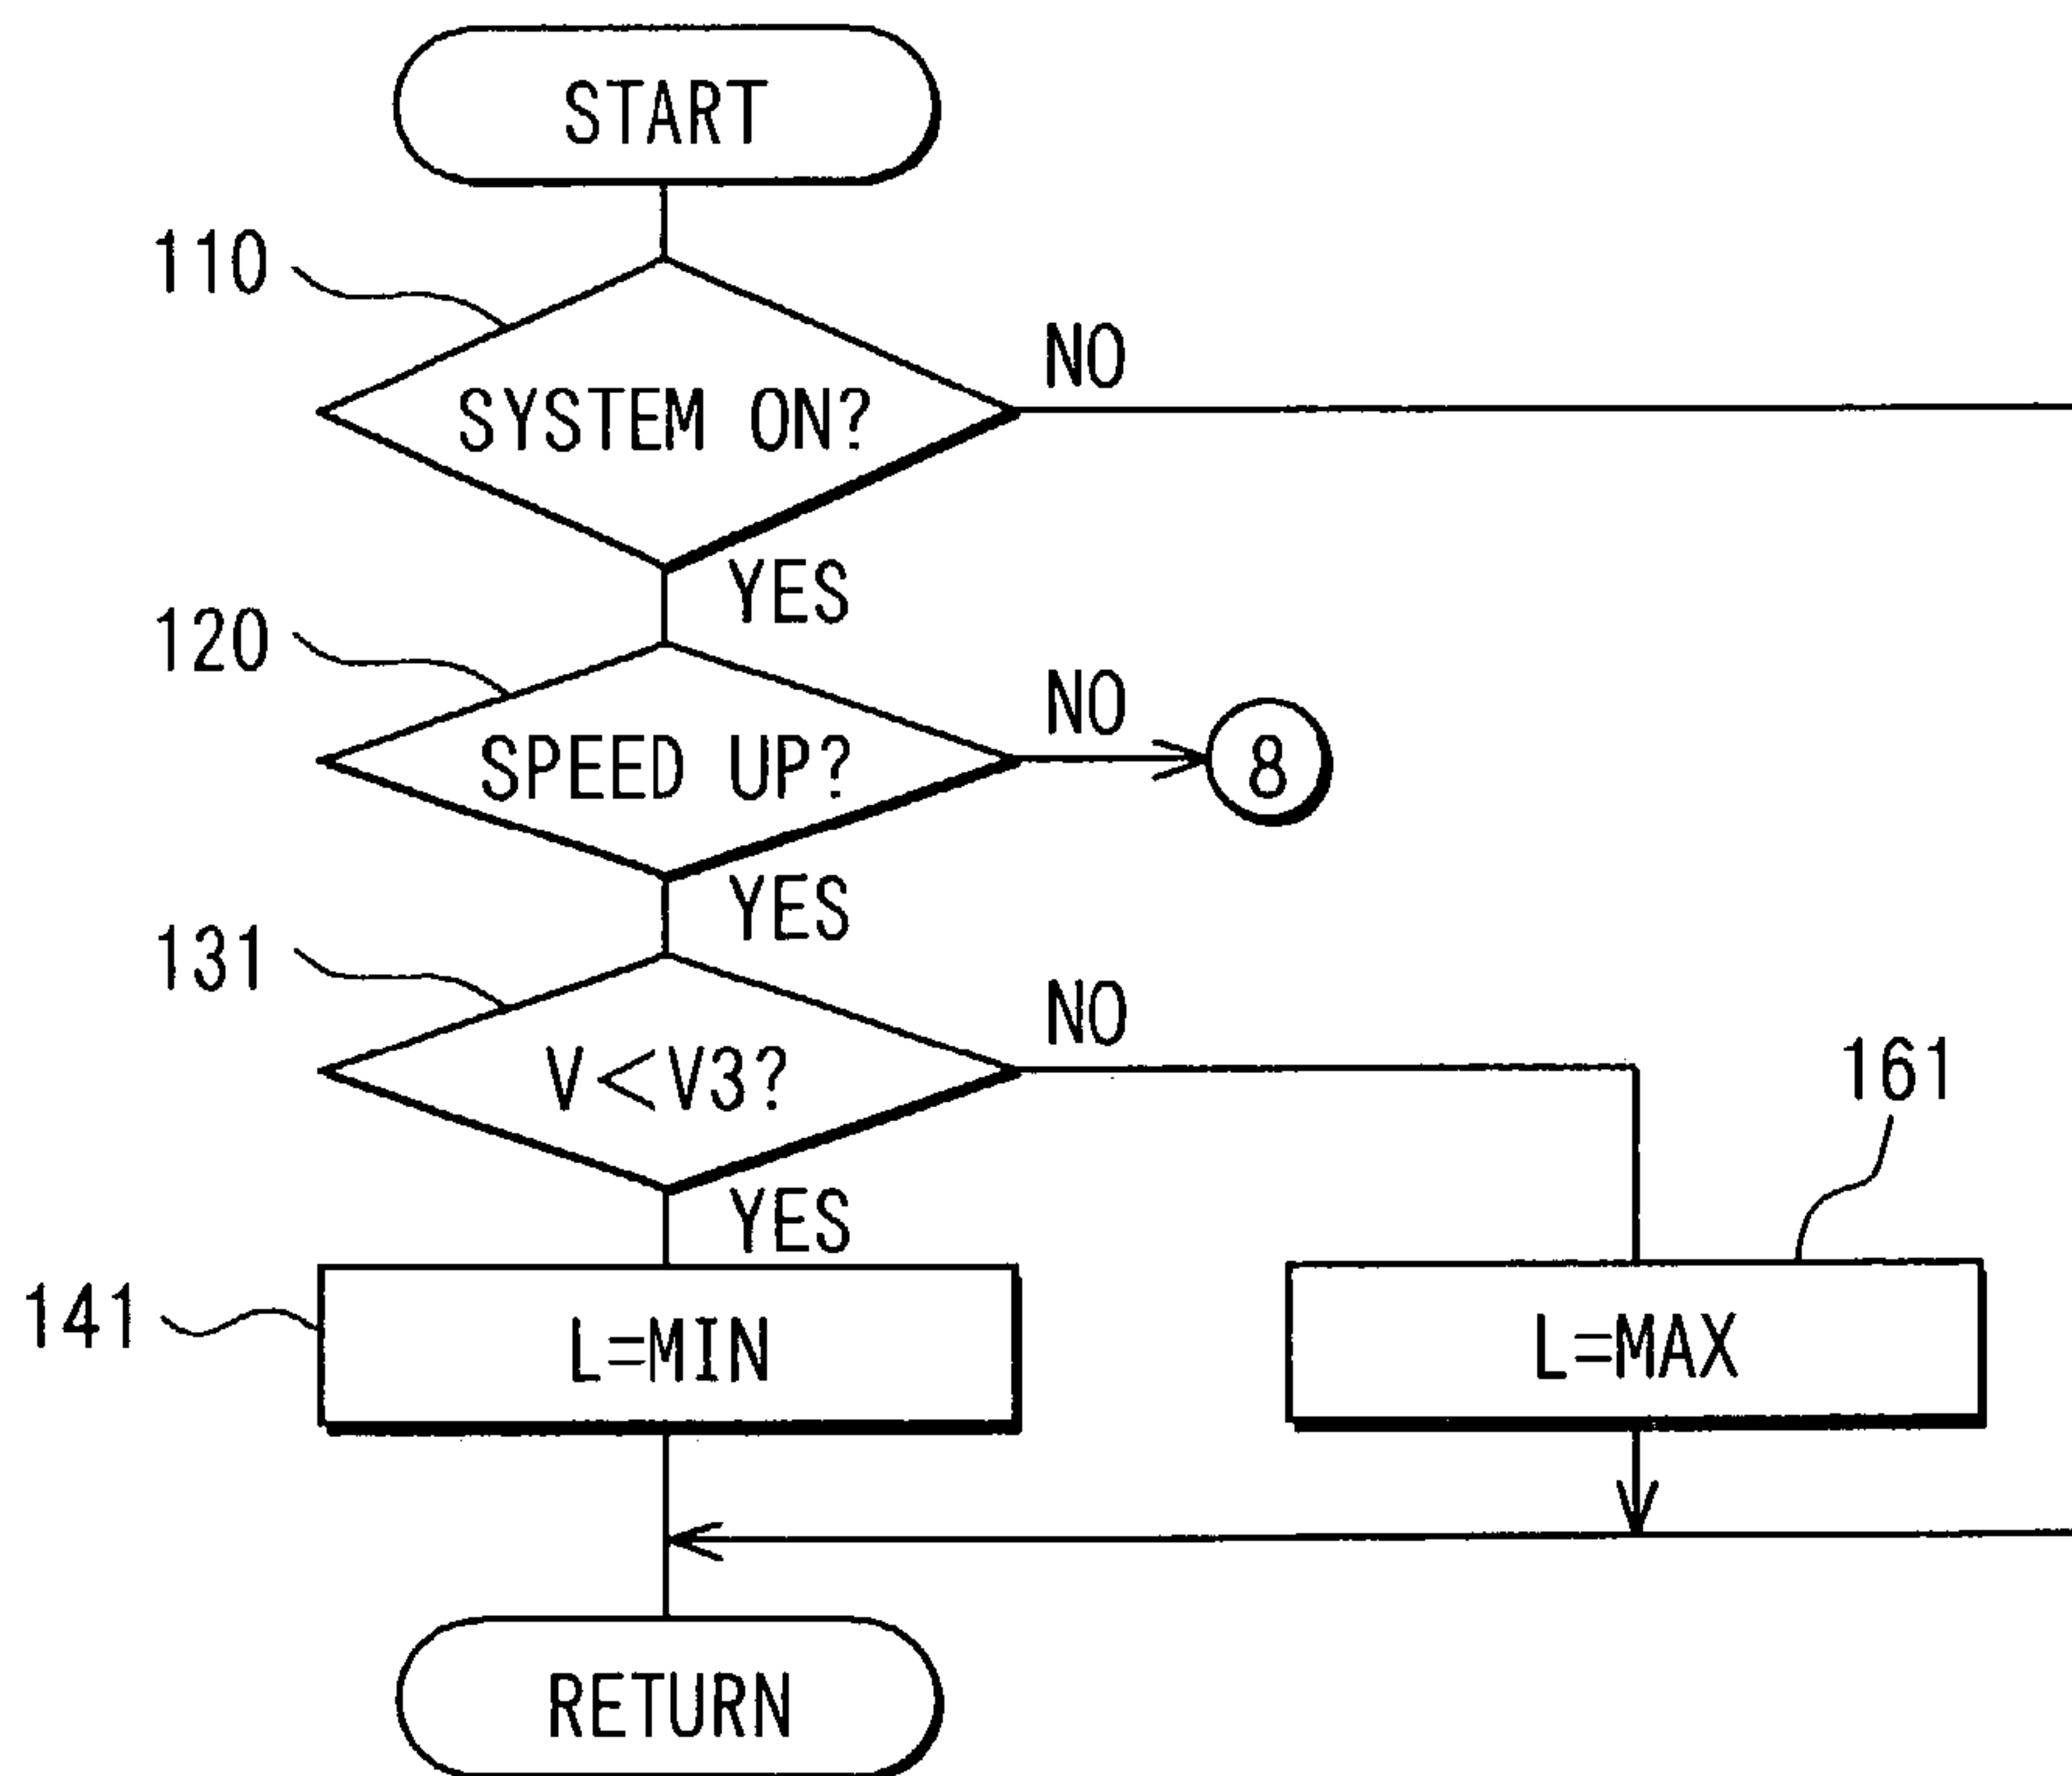 START
110
NO
SYSTEM ON?
YES
120
NO
SPEED UP?
8
YES
131
NO
V<V3?
161
YES
141
L=MIN
L=MAX
RETURN